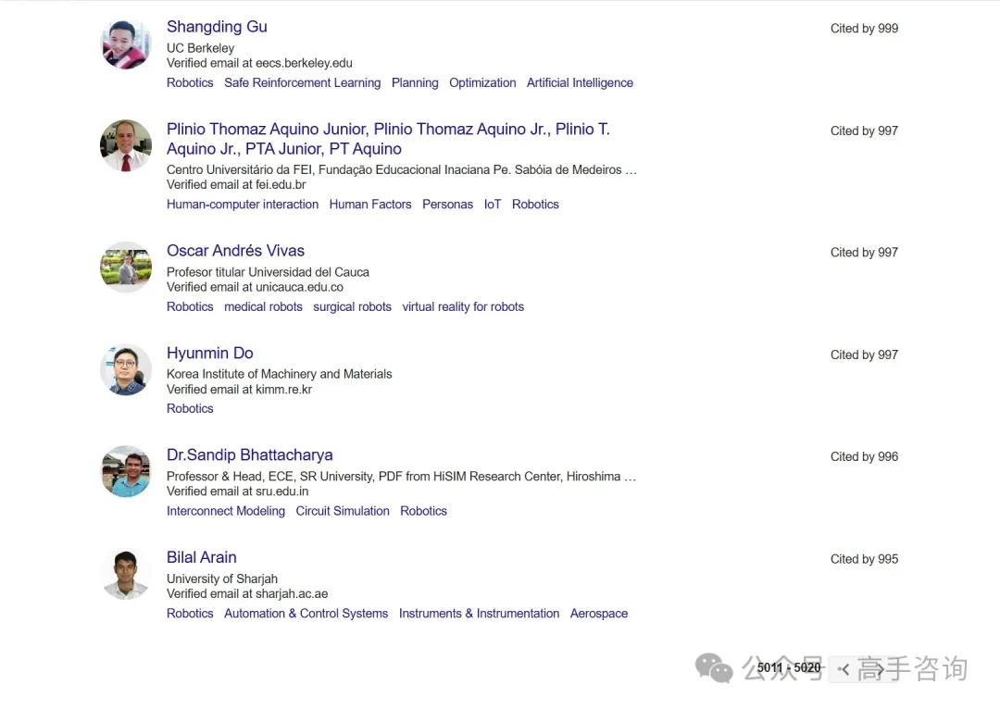 Shangding Gu
Cited by 999
UC Berkeley
Verified email at eecs.berkeley.edu
Robotics Safe Reinforcement Learning Planning Optimization Artificial Intelligence
Plinio Thomaz Aquino Junior, Plinio Thomaz Aquino Jr., Plinio T.
Aquino Jr., PTA Junior, PT Aquino
Cited by 997
Centro Universitário da FEI, Fundação Educacional Inaciana Pe. Sabóia de Medeiros …
Verified email at fei.edu.br
Human-computer interaction Human Factors Personas IoT Robotics
Oscar Andrés Vivas
Cited by 997
Profesor titular Universidad del Cauca
Verified email at unicauca.edu.co
Robotics medical robots surgical robots virtual reality for robots
Hyunmin Do
Cited by 997
Korea Institute of Machinery and Materials
Verified email at kimm.re.kr
Robotics
Dr.Sandip Bhattacharya
Cited by 996
Professor & Head, ECE, SR University, PDF from HiSIM Research Center, Hiroshima …
Verified email at sru.edu.in
Interconnect Modeling Circuit Simulation Robotics
Bilal Arain
Cited by 995
University of Sharjah
Verified email at sharjah.ac.ae
Robotics Automation & Control Systems Instruments & Instrumentation Aerospace
5011 - 5020
公众号 · 高手咨询